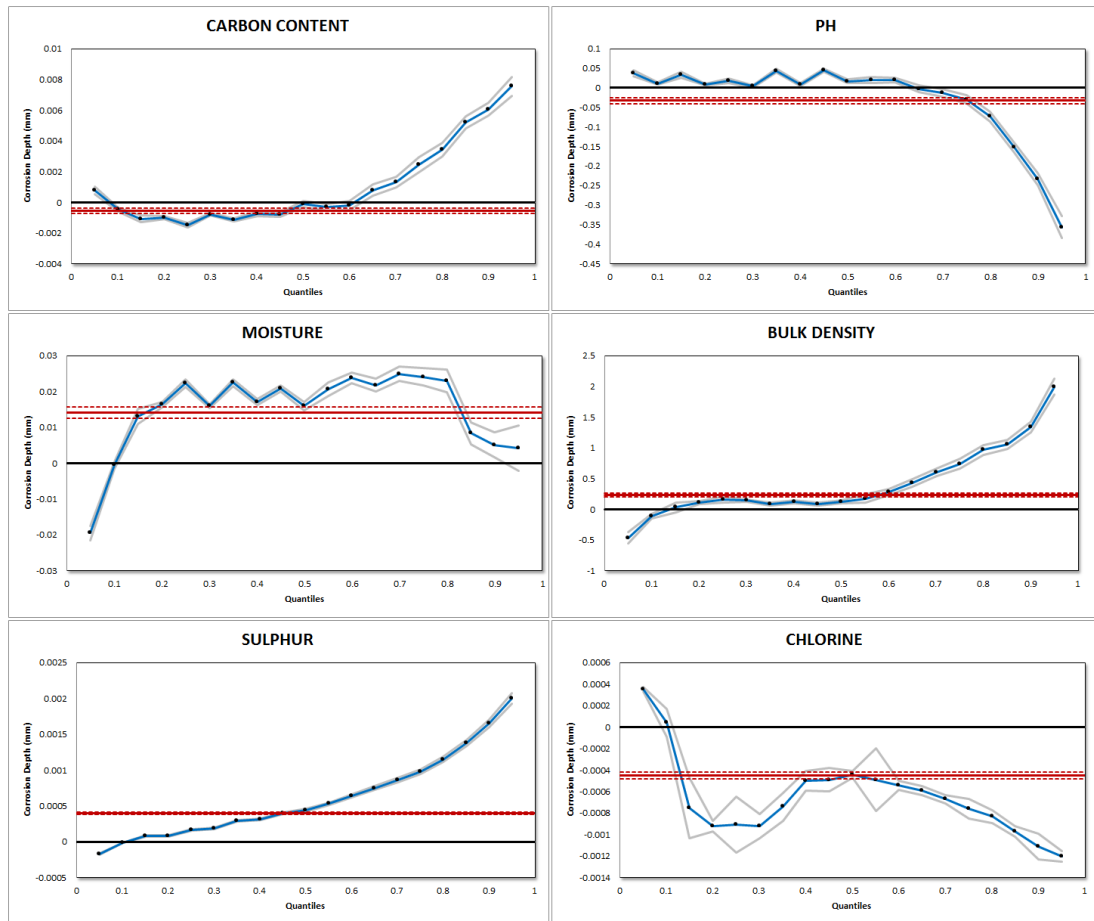 CARBON CONTENT
0.01
0.008
0.006
0.004
0.002
0
-0.002
-0.004
Corrosion Depth (mm)
0 0.1 0.2 0.3 0.4 0.5 0.6 0.7 0.8 0.9 1
Quantiles
PH
0.1
0.05
0
-0.05
-0.1
-0.15
-0.2
-0.25
-0.3
-0.35
-0.4
-0.45
Corrosion Depth (mm)
0 0.1 0.2 0.3 0.4 0.5 0.6 0.7 0.8 0.9 1
Quantiles
MOISTURE
0.03
0.02
0.01
0
-0.01
-0.02
-0.03
Corrosion Depth (mm)
0 0.1 0.2 0.3 0.4 0.5 0.6 0.7 0.8 0.9 1
Quantiles
BULK DENSITY
2.5
2
1.5
1
0.5
0
-0.5
-1
Corrosion Depth (mm)
0 0.1 0.2 0.3 0.4 0.5 0.6 0.7 0.8 0.9 1
Quantiles
SULPHUR
0.0025
0.002
0.0015
0.001
0.0005
0
-0.0005
Corrosion Depth (mm)
0 0.1 0.2 0.3 0.4 0.5 0.6 0.7 0.8 0.9 1
Quantiles
CHLORINE
0.0006
0.0004
0
-0.0002
-0.0004
-0.0006
-0.0008
-0.001
-0.0012
-0.0014
Corrosion Depth (mm)
0 0.1 0.2 0.3 0.4 0.5 0.6 0.7 0.8 0.9 1
Quantiles